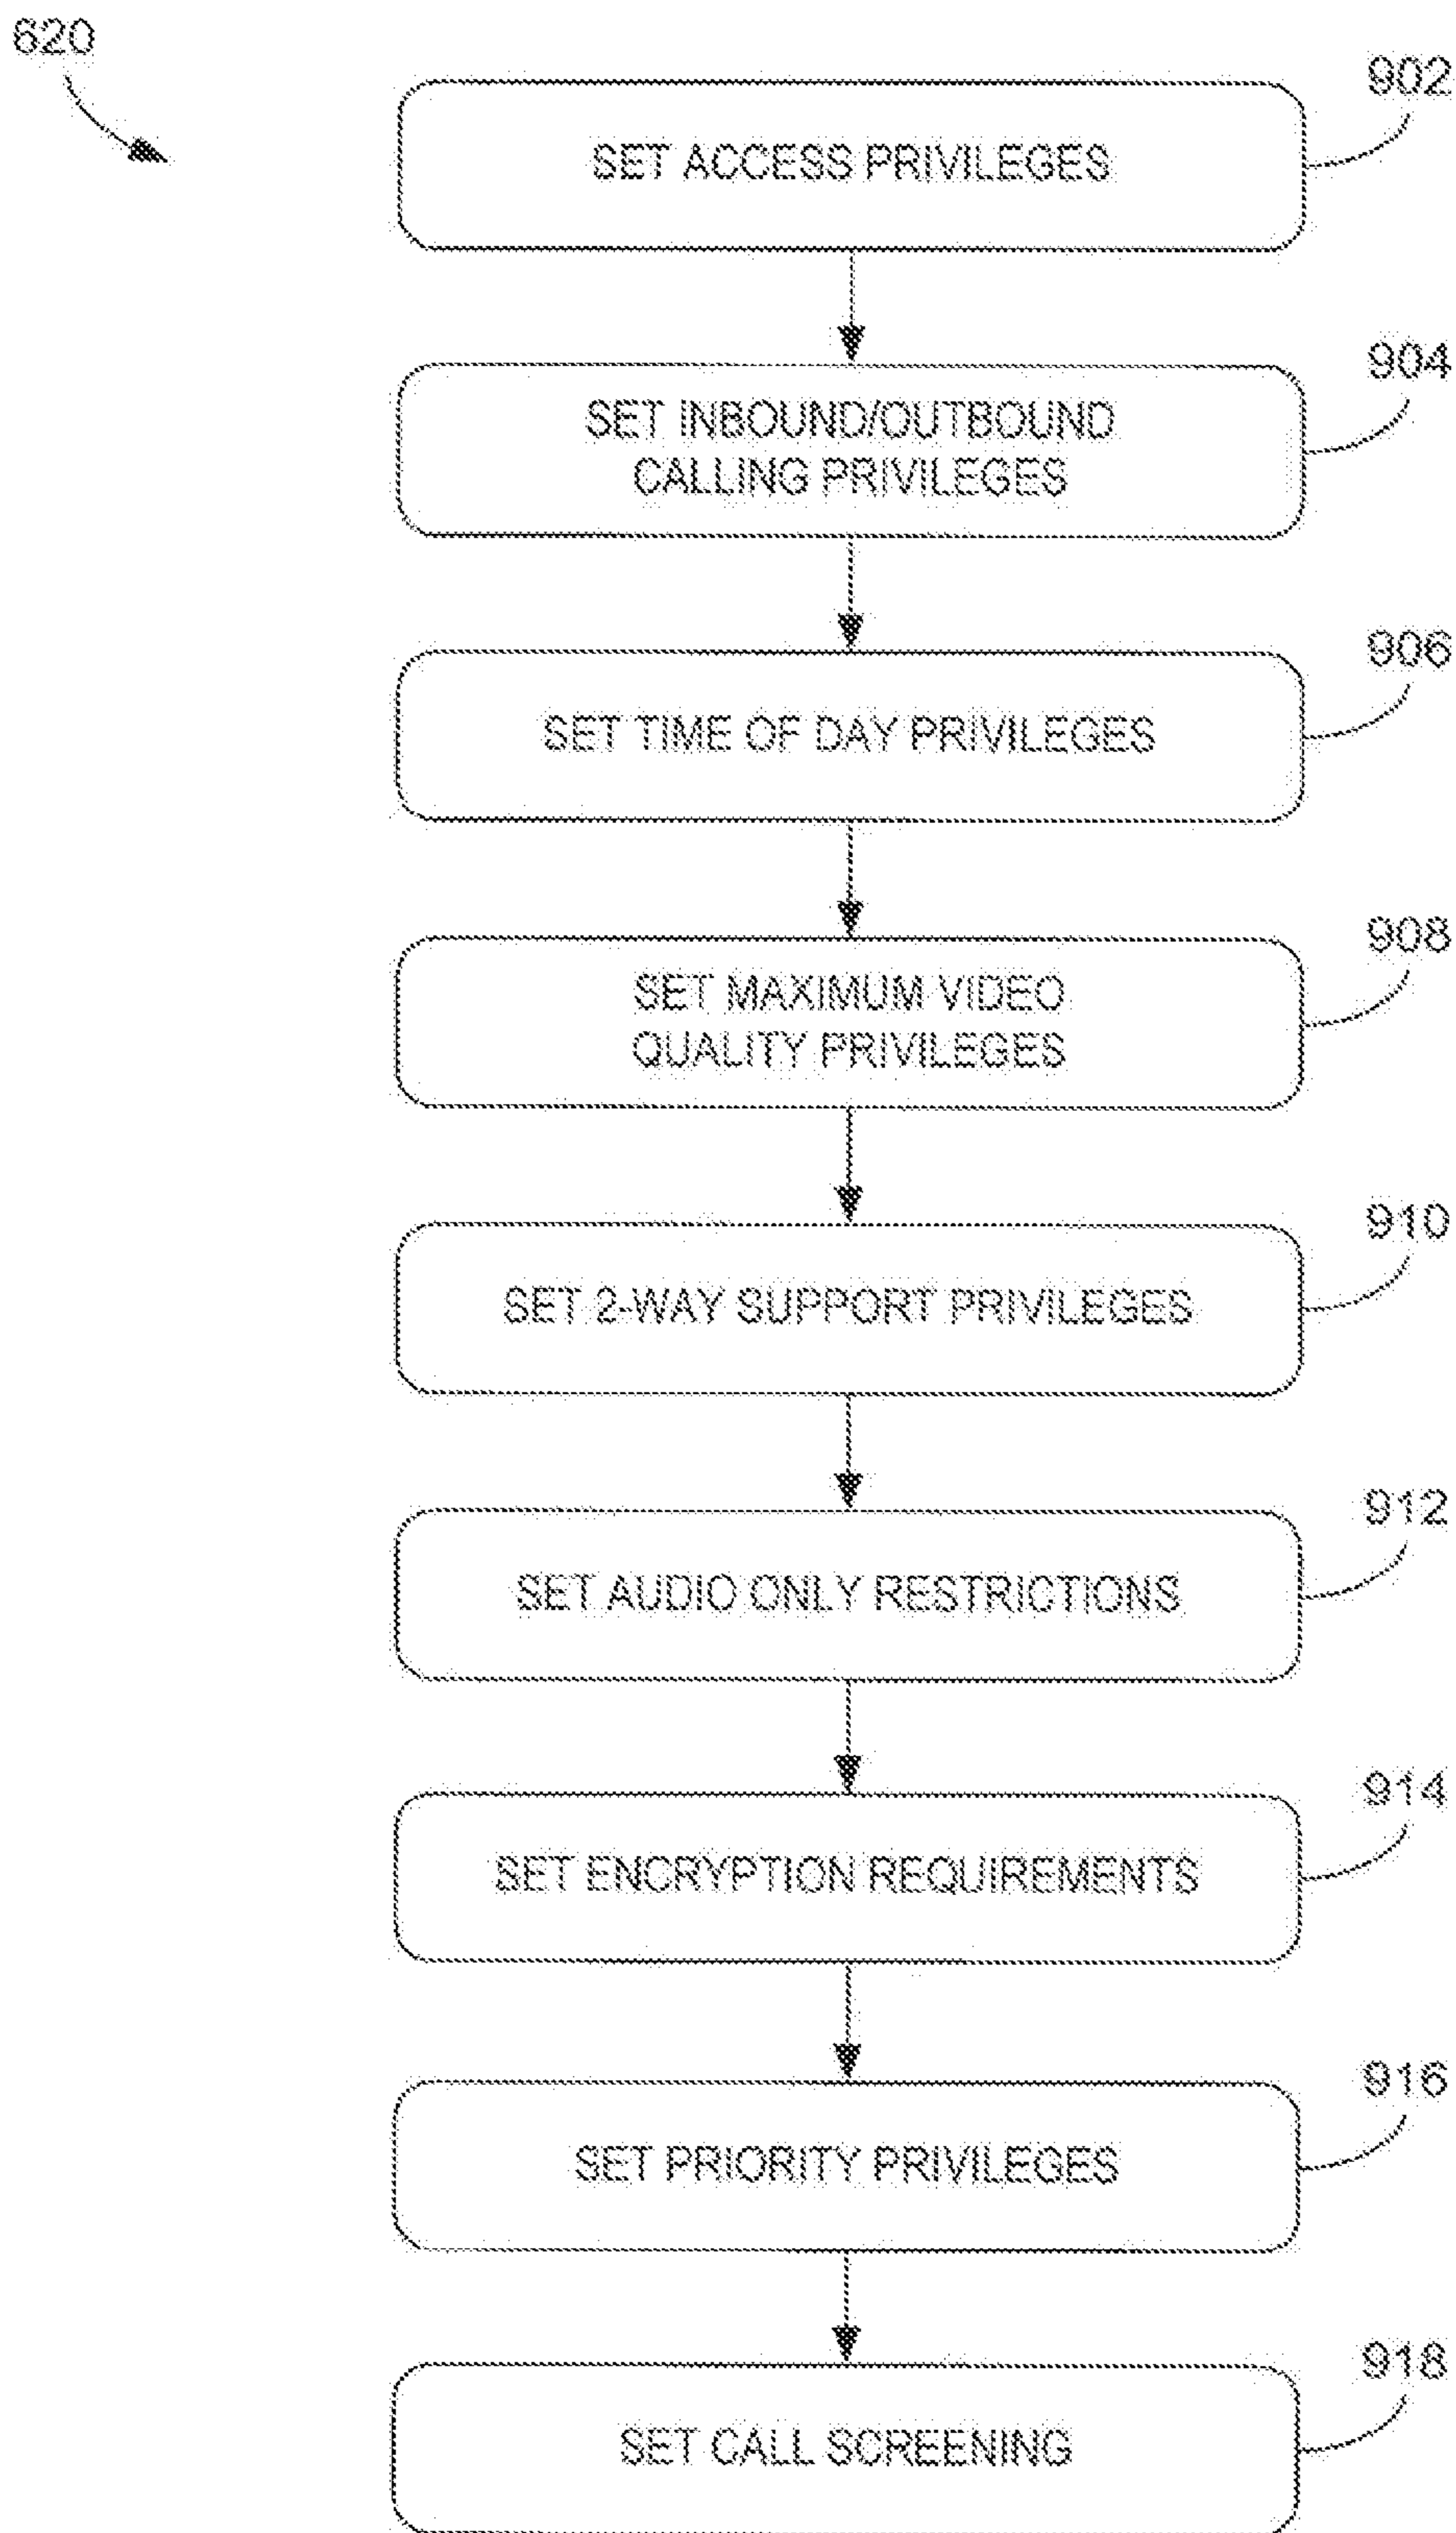 620
902
SET ACCESS PRIVILEGES
904
SET INBOUND/OUTBOUND
CALLING PRIVILEGES
906
SET TIME OF DAY PRIVILEGES
908
SET MAXIMUM VIDEO
QUALITY PRIVILEGES
910
SET 2-WAY SUPPORT PRIVILEGES
912
SET AUDIO ONLY RESTRICTIONS
914
SET ENCRYPTION REQUIREMENTS
916
SET PRIORITY PRIVILEGES
918
SET CALL SCREENING